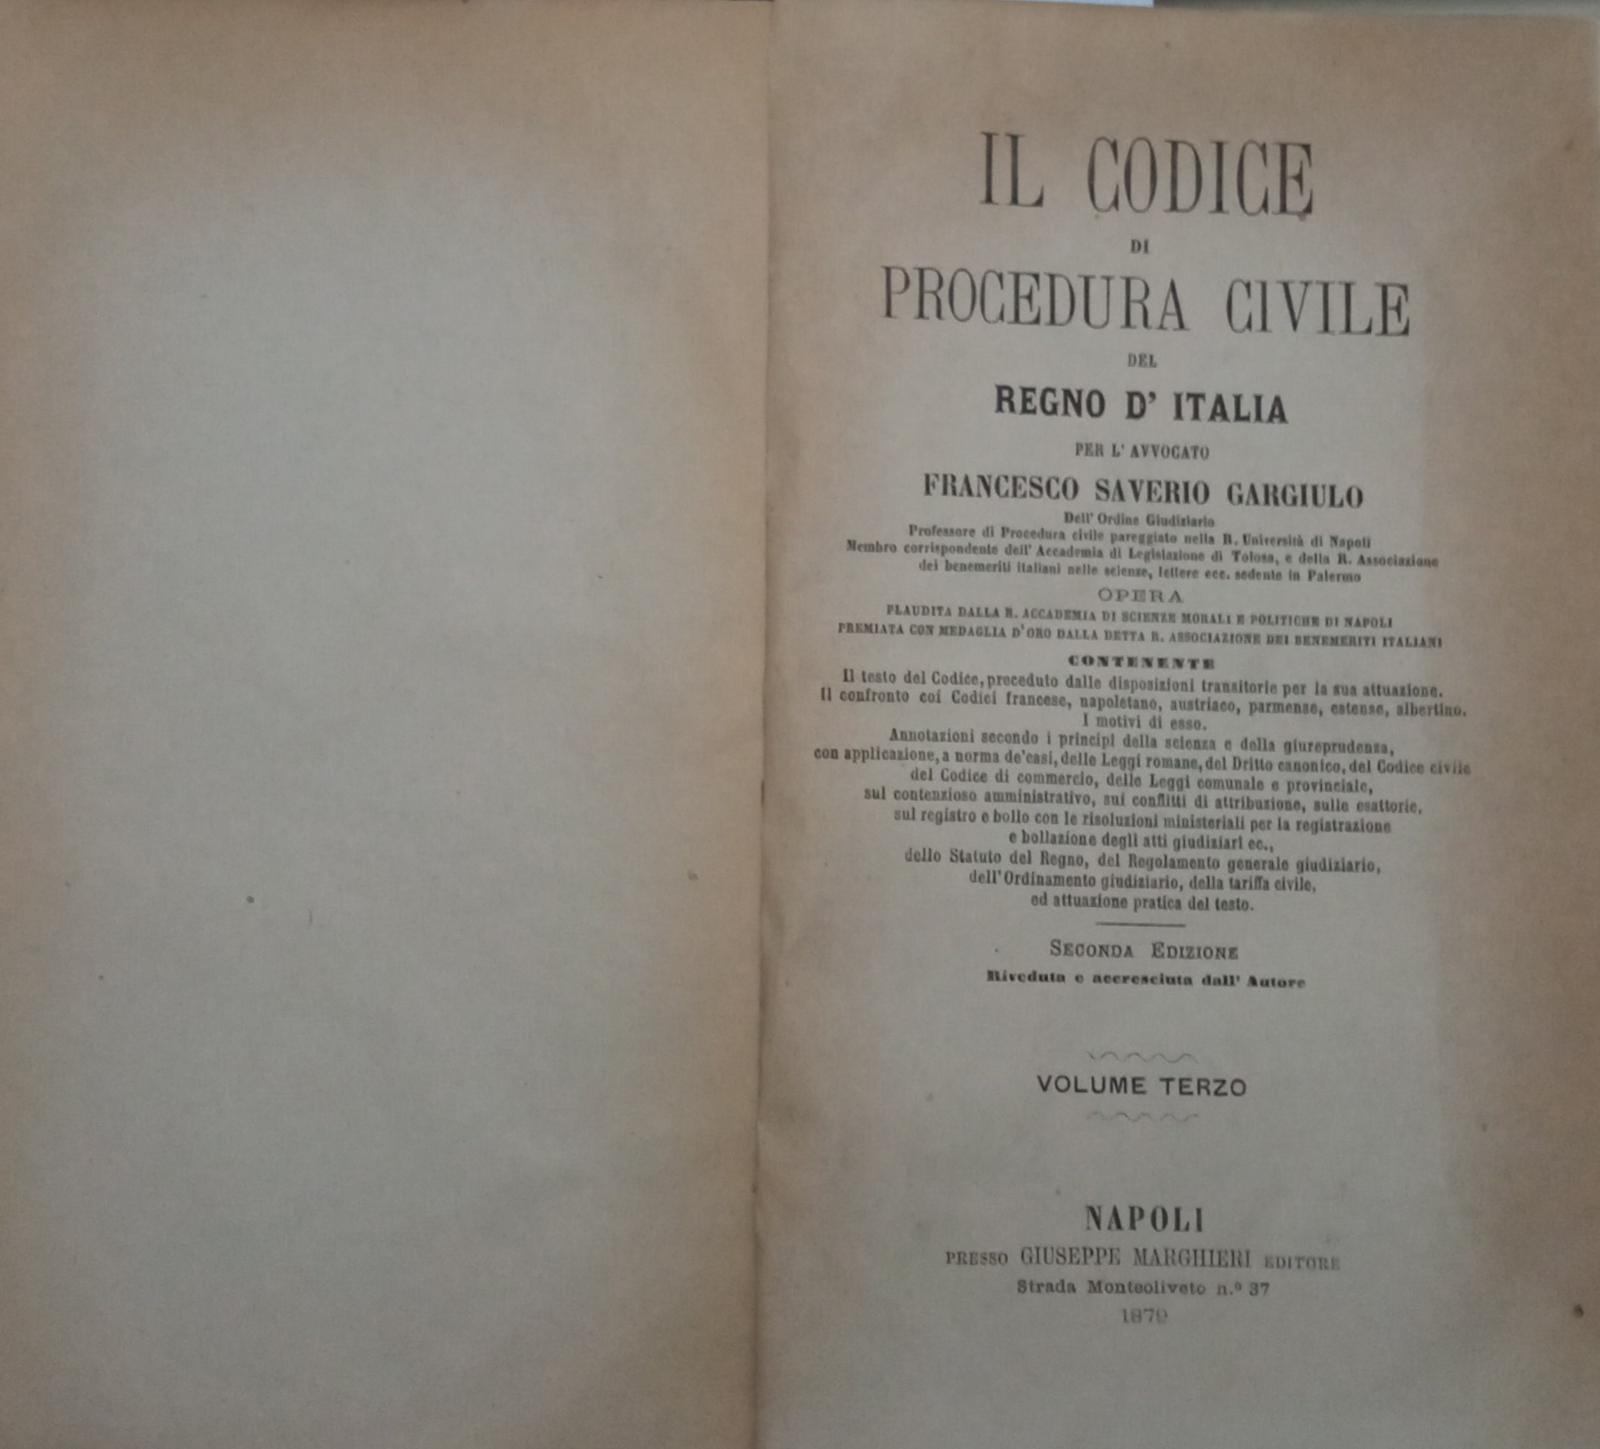 IL CODICE
DI
PROCEDURA CIVILE
DEL
REGNO D' ITALIA
PER L' AVVOCATO
FRANCESCO SAVERIO GARGIULO
Dell' Ordine Giudiziario
Professore di Procedura civile pareggiato nella R. Università di Napoli
Membro corrispondente dell' Accademia di Legislazione di Tolosa, e della R. Associazione
dei benemeriti italiani nelle scienze, lettere ecc. sedente in Palermo
OPERA
PLAUDITA DALLA R. ACCADEMIA DI SCIENZE MORALI E POLITICHE DI NAPOLI
PREMIATA CON MEDAGLIA D'ORO DALLA DETTA R. ASSOCIAZIONE DEI BENEMERITI ITALIANI
CONTENENTE
Il testo del Codice, preceduto dalle disposizioni transitorie per la sua attuazione.
Il confronto coi Codici francese, napoletano, austriaco, parmense, estense, albertino.
I motivi di esso.
Annotazioni secondo i principî della scienza e della giureprudenza,
con applicazione, a norma de'casi, delle Leggi romane, del Dritto canonico, del Codice civile
del Codice di commercio, delle Leggi comunale e provinciale,
sul contenzioso amministrativo, sui conflitti di attribuzione, sulle esattorie,
sul registro e bollo con le risoluzioni ministeriali per la registrazione
e bollazione degli atti giudiziari ec.,
dello Statuto del Regno, del Regolamento generale giudiziario,
dell'Ordinamento giudiziario, della tariffa civile,
ed attuazione pratica del testo.
SECONDA EDIZIONE
Riveduta e accresciuta dall' Autore
VOLUME TERZO
NAPOLI
PRESSO GIUSEPPE MARGHIERI EDITORE
Strada Monteoliveto n.º 37
1879